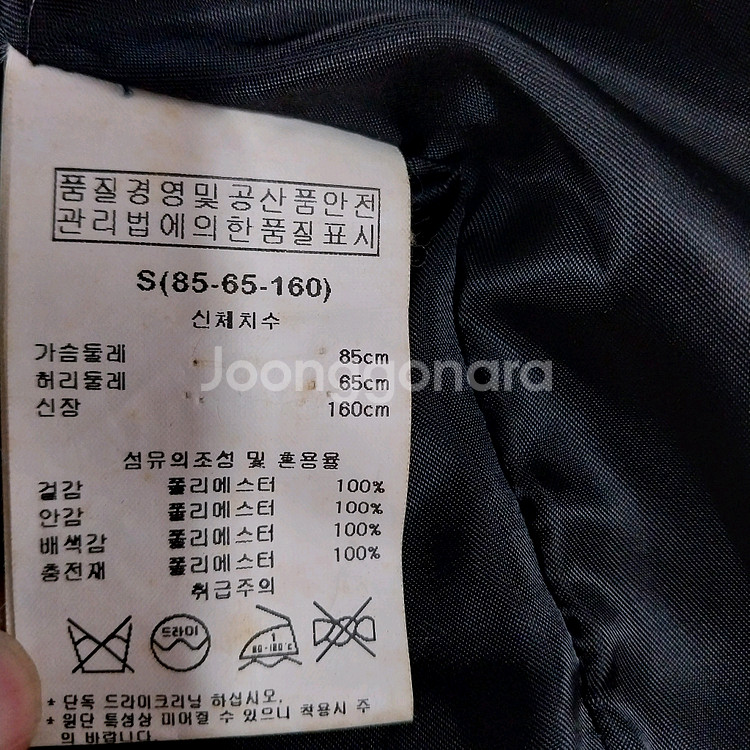 품질경영및공산품안전
관리법에의한품질표시
S(85-65-160)
신체치수
가슴둘레 85cm
허리둘레 65cm
신장 160cm
Joonggonara
섬유의조성 및 혼용율
겉감 폴리에스터 100%
안감 폴리에스터 100%
배색감 폴리에스터 100%
충전재 폴리에스터 100%
취급주의
드라이
1
80-120℃
* 단독 드라이크리닝 하십시오.
* 원단 특성상 미어질 수 있으니 착용시 주
의 바랍니다.